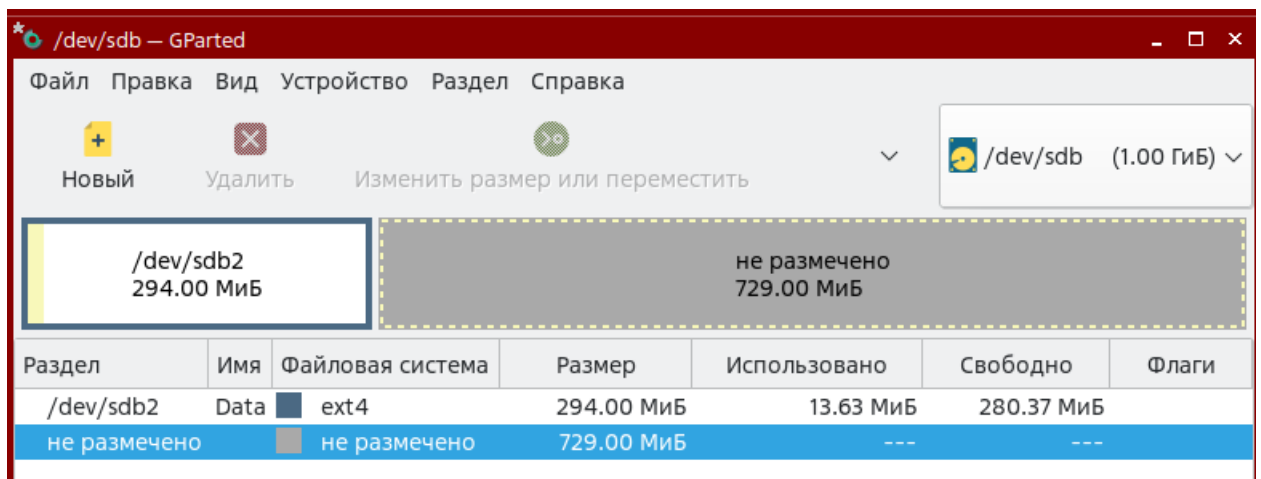 /dev/sdb — GParted
Файл Правка Вид Устройство Раздел Справка
Новый Удалить Изменить размер или переместить /dev/sdb (1.00 ГиБ)
/dev/sdb2
294.00 МиБ
не размечено
729.00 МиБ
Раздел Имя Файловая система Размер Использовано Свободно Флаги
/dev/sdb2 Data ext4 294.00 МиБ 13.63 МиБ 280.37 МиБ
не размечено не размечено 729.00 МиБ --- ---